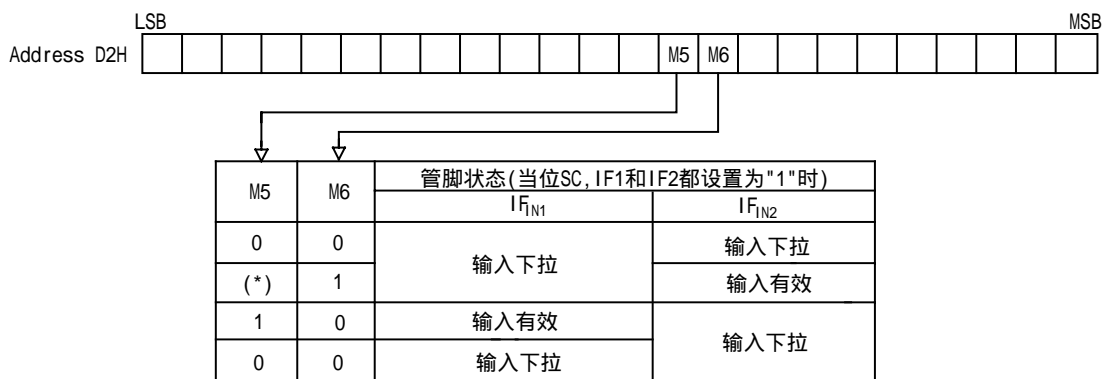 LSB MSB
Address D2H M5 M6
M5 M6 管脚状态(当位SC,IF1和IF2都设置为"1"时)
IFIN1 IFIN2
0 0 输入下拉 输入下拉
(*) 1 输入有效
1 0 输入有效 输入下拉
0 0 输入下拉